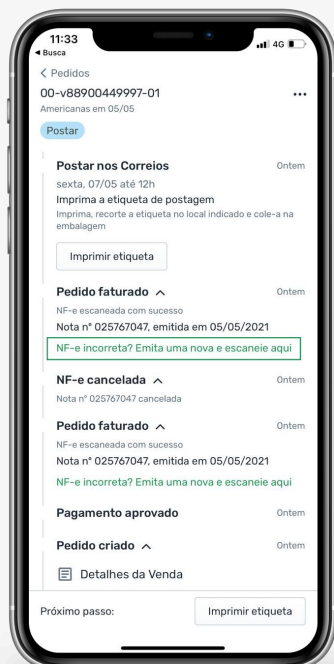 11:33
4G
Busca
Pedidos
00-v88900449997-01
Americanas em 05/05
Postar
Postar nos Correios Ontem
sexta, 07/05 até 12h
Imprima a etiqueta de postagem
Imprima, recorte a etiqueta no local indicado e cole-a na
embalagem
Imprimir etiqueta
Pedido faturado Ontem
NF-e escaneada com sucesso
Nota nº 025767047, emitida em 05/05/2021
NF-e incorreta? Emita uma nova e escaneie aqui
NF-e cancelada Ontem
Nota nº 025767047 cancelada
Pedido faturado Ontem
NF-e escaneada com sucesso
Nota nº 025767047, emitida em 05/05/2021
NF-e incorreta? Emita uma nova e escaneie aqui
Pagamento aprovado Ontem
Pedido criado Ontem
Detalhes da Venda
Próximo passo: Imprimir etiqueta